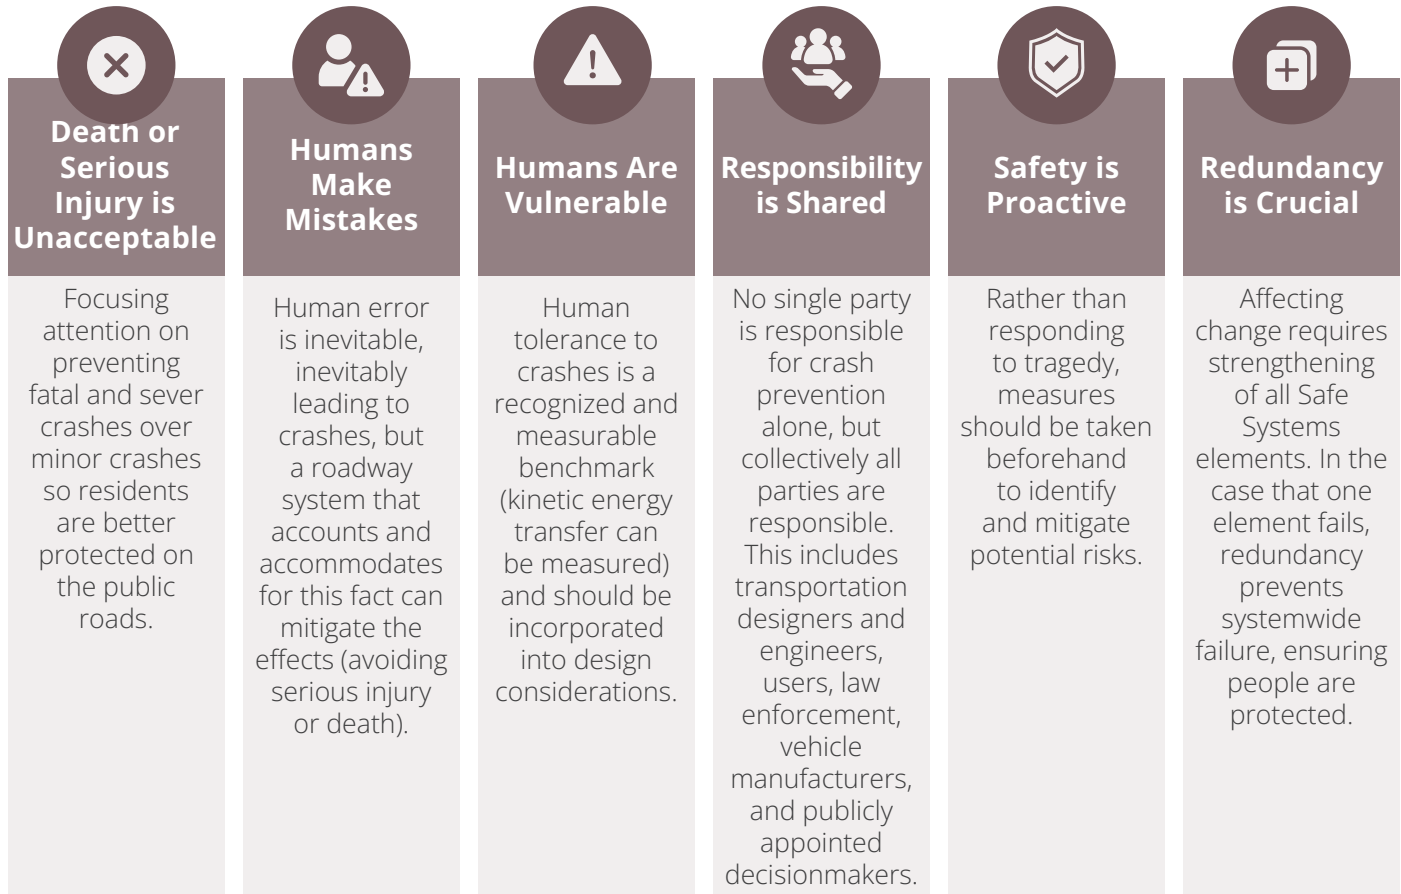 Death or
Serious
Injury is
Unacceptable
Focusing
attention on
preventing
fatal and sever
crashes over
minor crashes
so residents
are better
protected on
the public
roads.
Humans
Make
Mistakes
Human error
is inevitable,
inevitably
leading to
crashes, but
a roadway
system that
accounts and
accommodates
for this fact can
mitigate the
effects (avoiding
serious injury
or death).
Humans Are
Vulnerable
Human
tolerance to
crashes is a
recognized and
measurable
benchmark
(kinetic energy
transfer can
be measured)
and should be
incorporated
into design
considerations.
Responsibility
is Shared
No single party
is responsible
for crash
prevention
alone, but
collectively all
parties are
responsible.
This includes
transportation
designers and
engineers,
users, law
enforcement,
vehicle
manufacturers,
and publicly
appointed
decisionmakers.
Safety is
Proactive
Rather than
responding
to tragedy,
measures
should be taken
beforehand
to identify
and mitigate
potential risks.
Redundancy
is Crucial
Affecting
change requires
strengthening
of all Safe
Systems
elements. In the
case that one
element fails,
redundancy
prevents
systemwide
failure, ensuring
people are
protected.